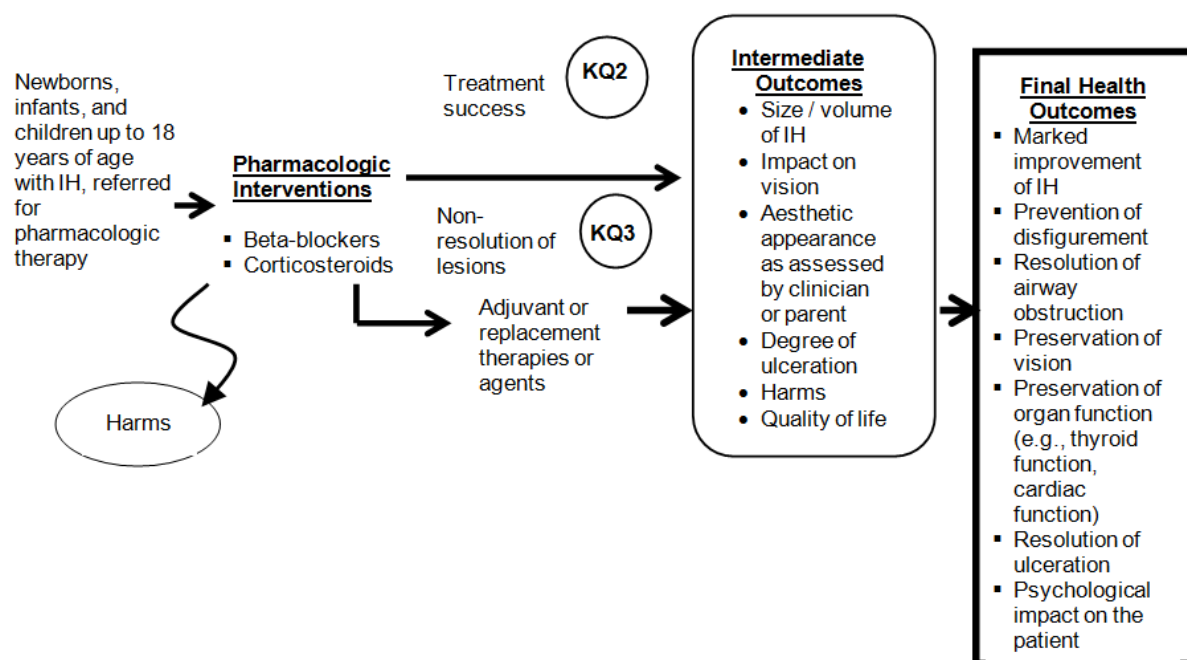 Newborns,
infants, and
children up to 18
years of age
with IH, referred
for
pharmacologic
therapy
Pharmacologic
Interventions
▪ Beta-blockers
▪ Corticosteroids
Harms
Treatment
success
KQ2
Non-
resolution of
lesions
KQ3
Adjuvant or
replacement
therapies or
agents
Intermediate
Outcomes
• Size / volume
of IH
• Impact on
vision
• Aesthetic
appearance
as assessed
by clinician
or parent
• Degree of
ulceration
• Harms
• Quality of life
Final Health
Outcomes
▪ Marked
improvement
of IH
▪ Prevention of
disfigurement
▪ Resolution of
airway
obstruction
▪ Preservation of
vision
▪ Preservation of
organ function
(e.g., thyroid
function,
cardiac
function)
▪ Resolution of
ulceration
▪ Psychological
impact on the
patient